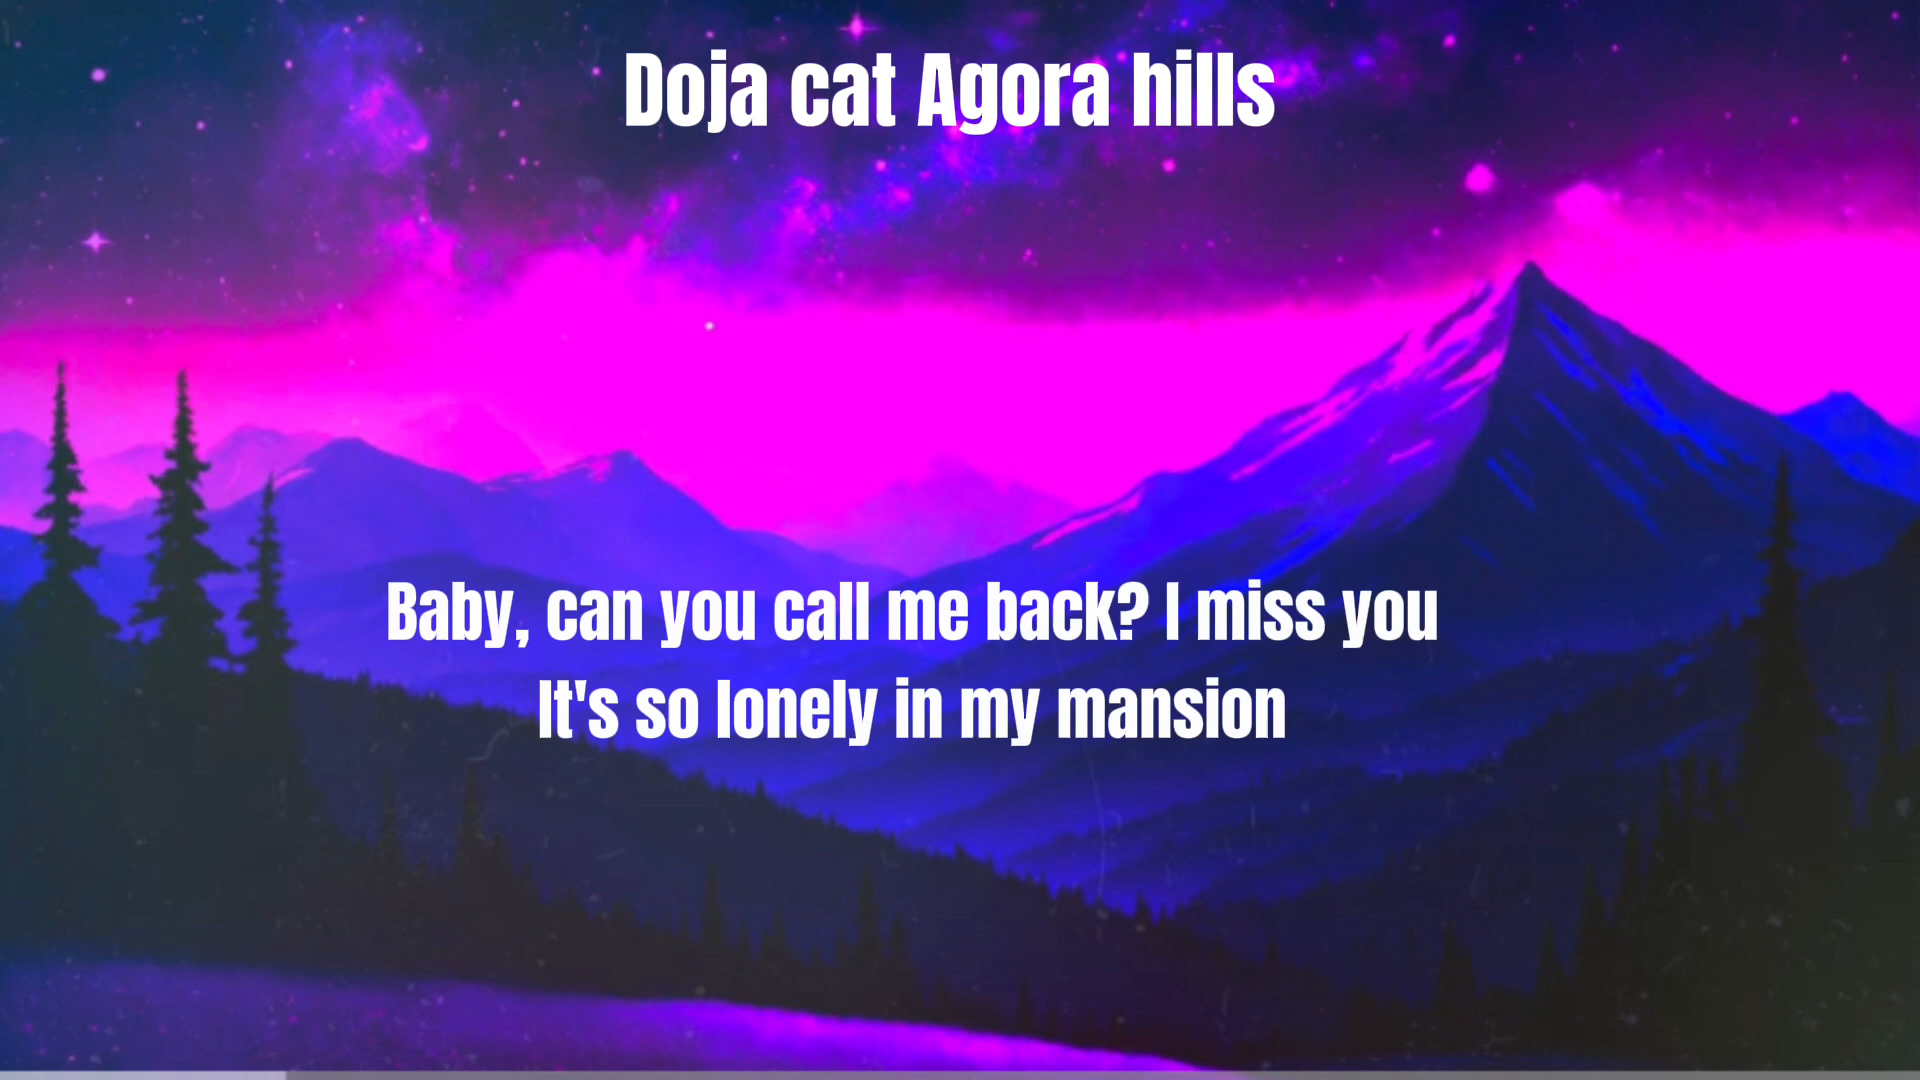 Doja cat Agora hills
Baby, can you call me back? I miss you
It's so lonely in my mansion